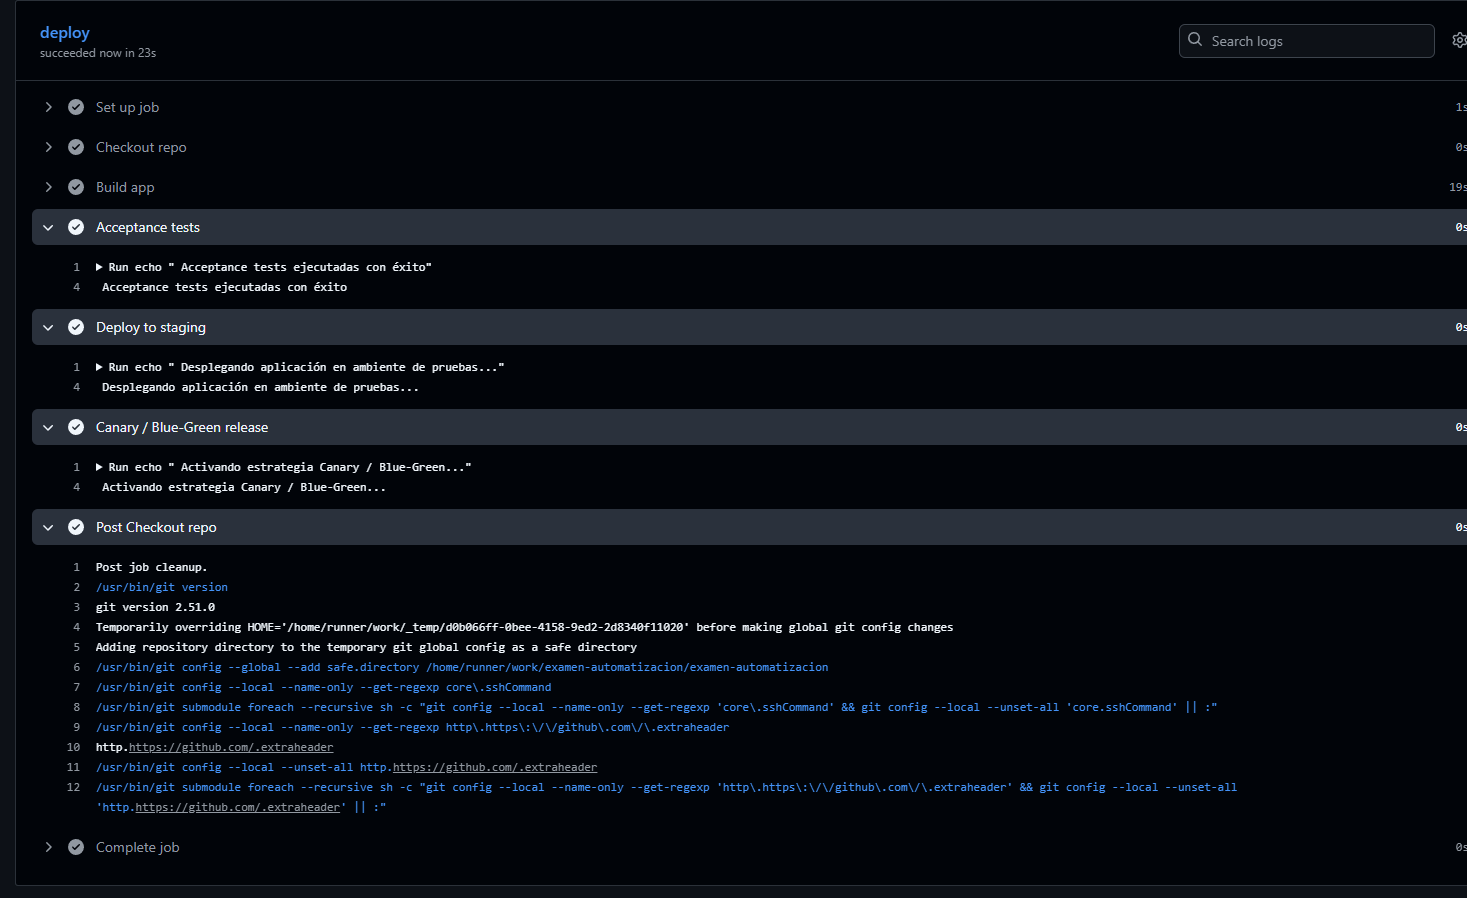 deploy
succeeded now in 23s
Search logs
Set up job 1s
Checkout repo 0s
Build app 19s
Acceptance tests 0s
1 Run echo " Acceptance tests ejecutadas con éxito"
4 Acceptance tests ejecutadas con éxito
Deploy to staging 0s
1 Run echo " Desplegando aplicación en ambiente de pruebas..."
4 Desplegando aplicación en ambiente de pruebas...
Canary / Blue-Green release 0s
1 Run echo " Activando estrategia Canary / Blue-Green..."
4 Activando estrategia Canary / Blue-Green...
Post Checkout repo 0s
1 Post job cleanup.
2 /usr/bin/git version
3 git version 2.51.0
4 Temporarily overriding HOME='/home/runner/work/_temp/d0b066ff-0bee-4158-9ed2-2d8340f11020' before making global git config changes
5 Adding repository directory to the temporary git global config as a safe directory
6 /usr/bin/git config --global --add safe.directory /home/runner/work/examen-automatizacion/examen-automatizacion
7 /usr/bin/git config --local --name-only --get-regexp core\.sshCommand
8 /usr/bin/git submodule foreach --recursive sh -c "git config --local --name-only --get-regexp 'core\.sshCommand' && git config --local --unset-all 'core.sshCommand' || :"
9 /usr/bin/git config --local --name-only --get-regexp http\.https\:\/\/github\.com\/\.extraheader
10 http.https://github.com/.extraheader
11 /usr/bin/git config --local --unset-all http.https://github.com/.extraheader
12 /usr/bin/git submodule foreach --recursive sh -c "git config --local --name-only --get-regexp 'http\.https\:\/\/github\.com\/\.extraheader' && git config --local --unset-all
'http.https://github.com/.extraheader' || :"
Complete job 0s